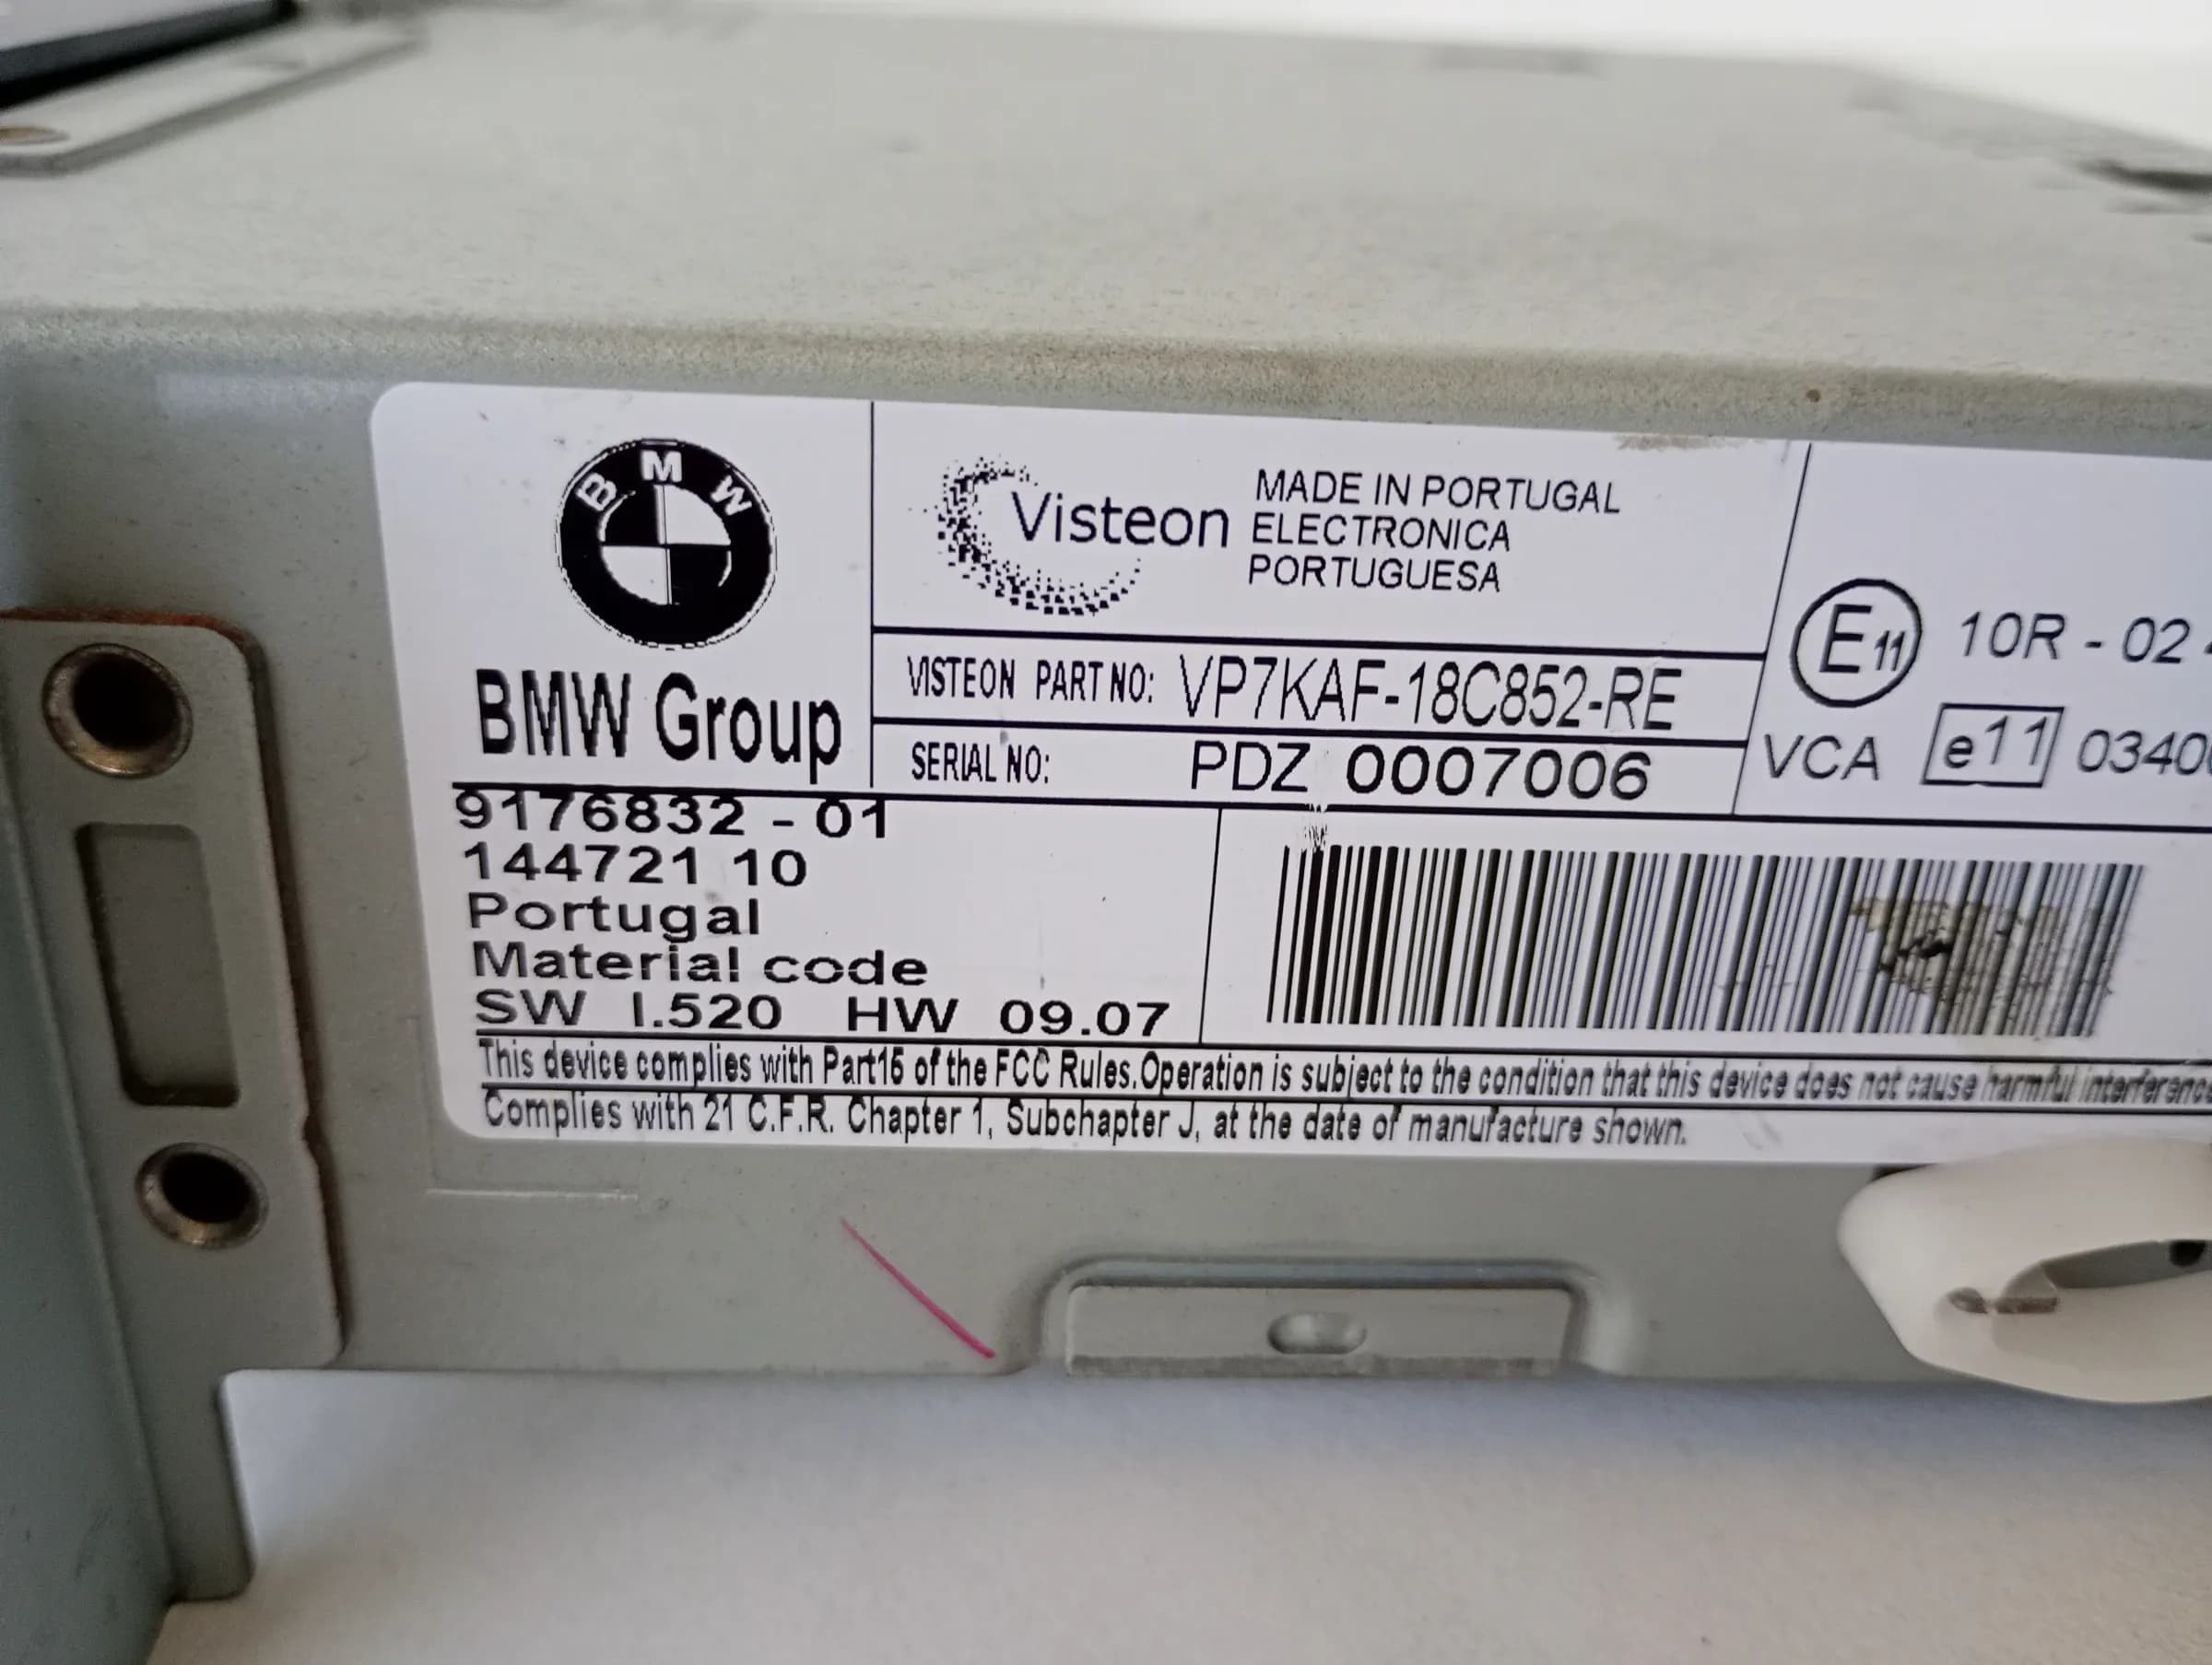 B M W
BMW Group
Visteon
MADE IN PORTUGAL
ELECTRONICA
PORTUGUESA
VISTEON PART NO: VP7KAF-18C852-RE
SERIAL NO: PDZ 0007006
E11 10R - 02
VCA e11 0340
9176832 - 01
144721 10
Portugal
Material code
SW I.520 HW 09.07
This device complies with Part15 of the FCC Rules.Operation is subject to the condition that this device does not cause harmful interference
Complies with 21 C.F.R. Chapter 1, Subchapter J, at the date of manufacture shown.